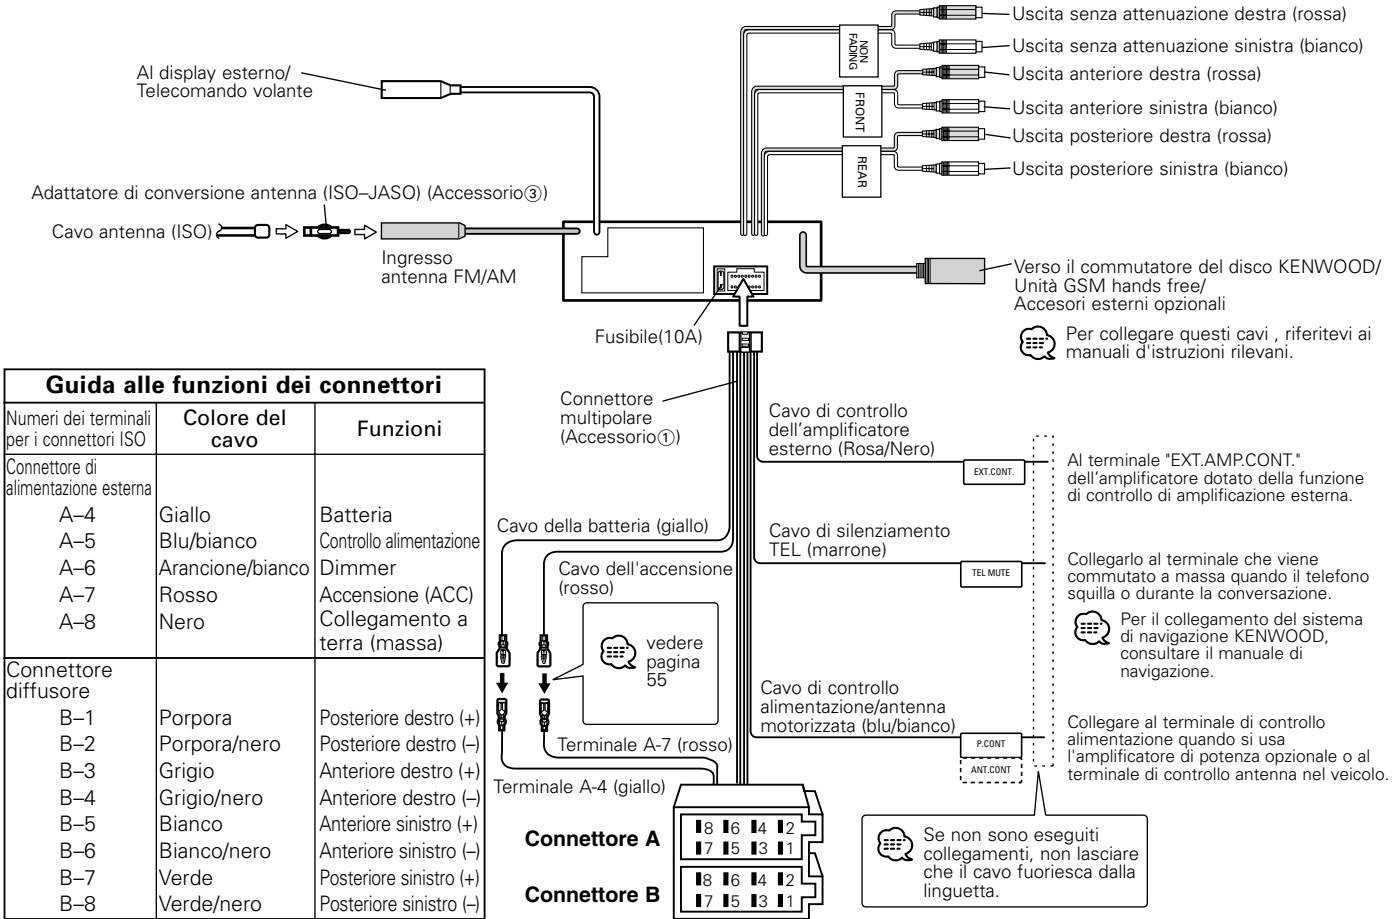 Uscita senza attenuazione destra (rossa)
Uscita senza attenuazione sinistra (bianco)
NON
FADING
Al display esterno/
Telecomando volante
Uscita anteriore destra (rossa)
FRONT
Uscita anteriore sinistra (bianco)
Uscita posteriore destra (rossa)
REAR
Uscita posteriore sinistra (bianco)
Adattatore di conversione antenna (ISO–JASO) (Accessorio③)
Cavo antenna (ISO)
Ingresso
antenna FM/AM
Verso il commutatore del disco KENWOOD/
Unità GSM hands free/
Accesori esterni opzionali
Fusibile(10A)
Per collegare questi cavi , riferitevi ai
manuali d'istruzioni rilevani.
Guida alle funzioni dei connettori
Numeri dei terminali
per i connettori ISO
Colore del
cavo
Funzioni
Connettore di
alimentazione esterna
A–4 Giallo Batteria
A–5 Blu/bianco Controllo alimentazione
A–6 Arancione/bianco Dimmer
A–7 Rosso Accensione (ACC)
A–8 Nero Collegamento a
terra (massa)
Connettore
diffusore
B–1 Porpora Posteriore destro (+)
B–2 Porpora/nero Posteriore destro (–)
B–3 Grigio Anteriore destro (+)
B–4 Grigio/nero Anteriore destro (–)
B–5 Bianco Anteriore sinistro (+)
B–6 Bianco/nero Anteriore sinistro (–)
B–7 Verde Posteriore sinistro (+)
B–8 Verde/nero Posteriore sinistro (–)
Connettore
multipolare
(Accessorio①)
Cavo di controllo
dell'amplificatore
esterno (Rosa/Nero)
EXT.CONT.
Al terminale "EXT.AMP.CONT."
dell'amplificatore dotato della funzione
di controllo di amplificazione esterna.
Cavo della batteria (giallo)
Cavo dell'accensione
(rosso)
Cavo di silenziamento
TEL (marrone)
TEL MUTE
Collegarlo al terminale che viene
commutato a massa quando il telefono
squilla o durante la conversazione.
Per il collegamento del sistema
di navigazione KENWOOD,
consultare il manuale di
navigazione.
vedere
pagina
55
Cavo di controllo
alimentazione/antenna
motorizzata (blu/bianco)
P.CONT
ANT.CONT
Collegare al terminale di controllo
alimentazione quando si usa
l'amplificatore di potenza opzionale o al
terminale di controllo antenna nel veicolo.
Terminale A-7 (rosso)
Terminale A-4 (giallo)
Connettore A
8 6 4 2
7 5 3 1
Connettore B
8 6 4 2
7 5 3 1
Se non sono eseguiti
collegamenti, non lasciare
che il cavo fuoriesca dalla
linguetta.